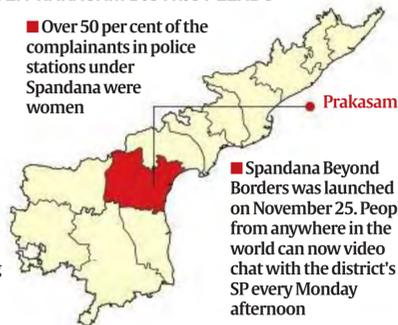 ■ Over 50 per cent of the
complainants in police
stations under
Spandana were
women
Prakasam
■ Spandana Beyond
Borders was launched
on November 25. Peop
from anywhere in the
world can now video
chat with the district's
SP every Monday
afternoon